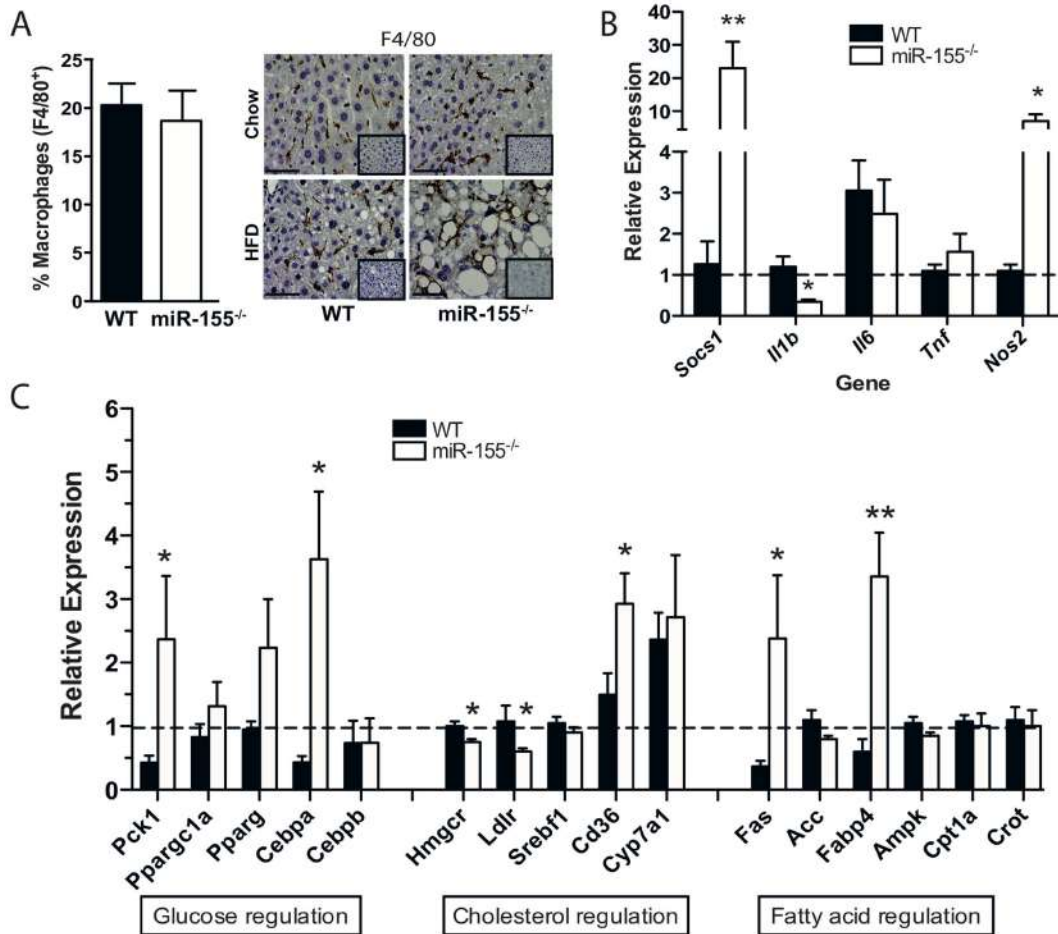 A
F4/80
% Macrophages (F4/80⁺)
25
20
15
10
5
0
WT
miR-155⁻/⁻
Chow
HFD
WT
miR-155⁻/⁻
B
Relative Expression
40
30
20
10
4
3
2
1
0
**
*
*
WT
miR-155⁻/⁻
Socs1
Il1b
Il6
Tnf
Nos2
Gene
C
Relative Expression
6
5
4
3
2
1
0
WT
miR-155⁻/⁻
*
*
*
*
*
*
**
Pck1
Ppargc1a
Pparg
Cebpa
Cebpb
Hmgcr
Ldlr
Srebf1
Cd36
Cyp7a1
Fas
Acc
Fabp4
Ampk
Cpt1a
Crot
Glucose regulation
Cholesterol regulation
Fatty acid regulation